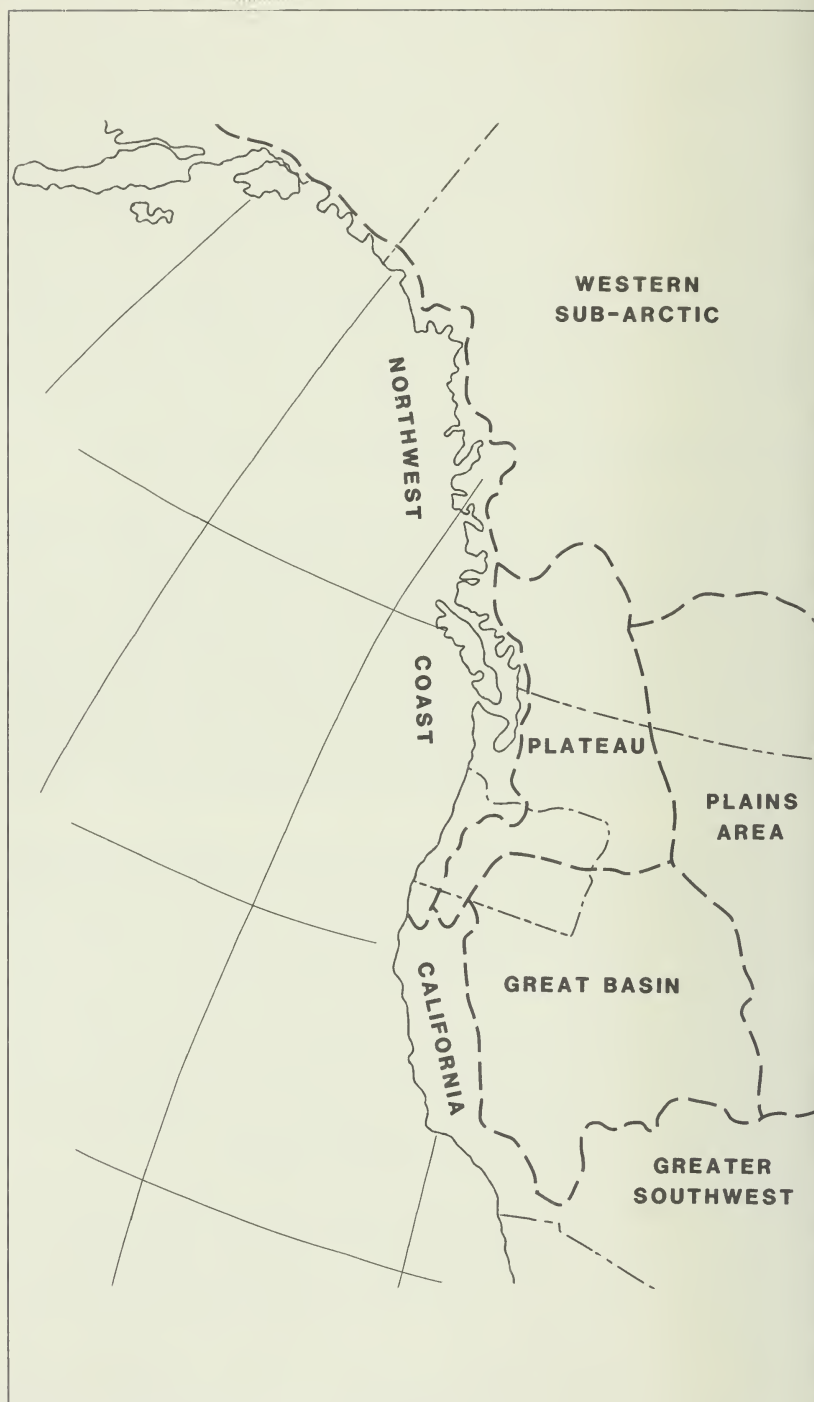 WESTERN
SUB-ARCTIC
NORTHWEST
COAST
PLATEAU
PLAINS
AREA
GREAT BASIN
CALIFORNIA
GREATER
SOUTHWEST